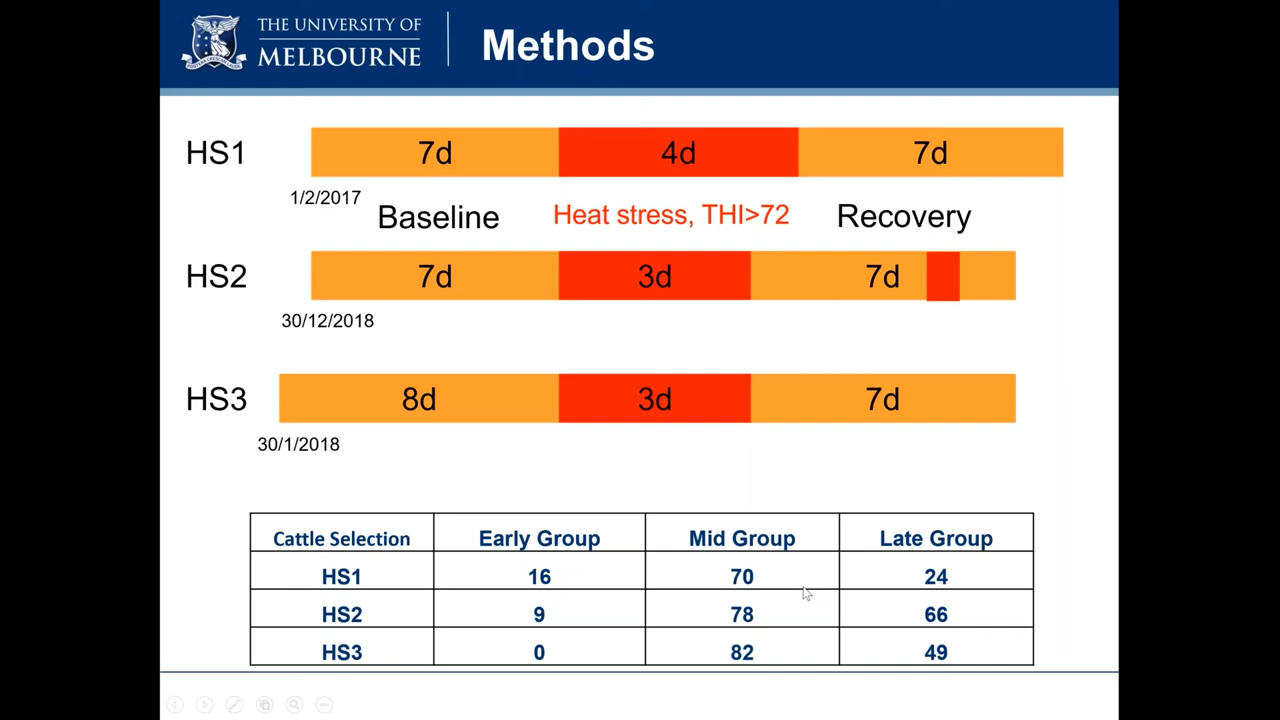 THE UNIVERSITY OF
MELBOURNE
Methods
HS1 7d 4d 7d
1/2/2017
Baseline Heat stress, THI>72 Recovery
HS2 7d 3d 7d
30/12/2018
HS3 8d 3d 7d
30/1/2018
Cattle Selection Early Group Mid Group Late Group
HS1 16 70 24
HS2 9 78 66
HS3 0 82 49